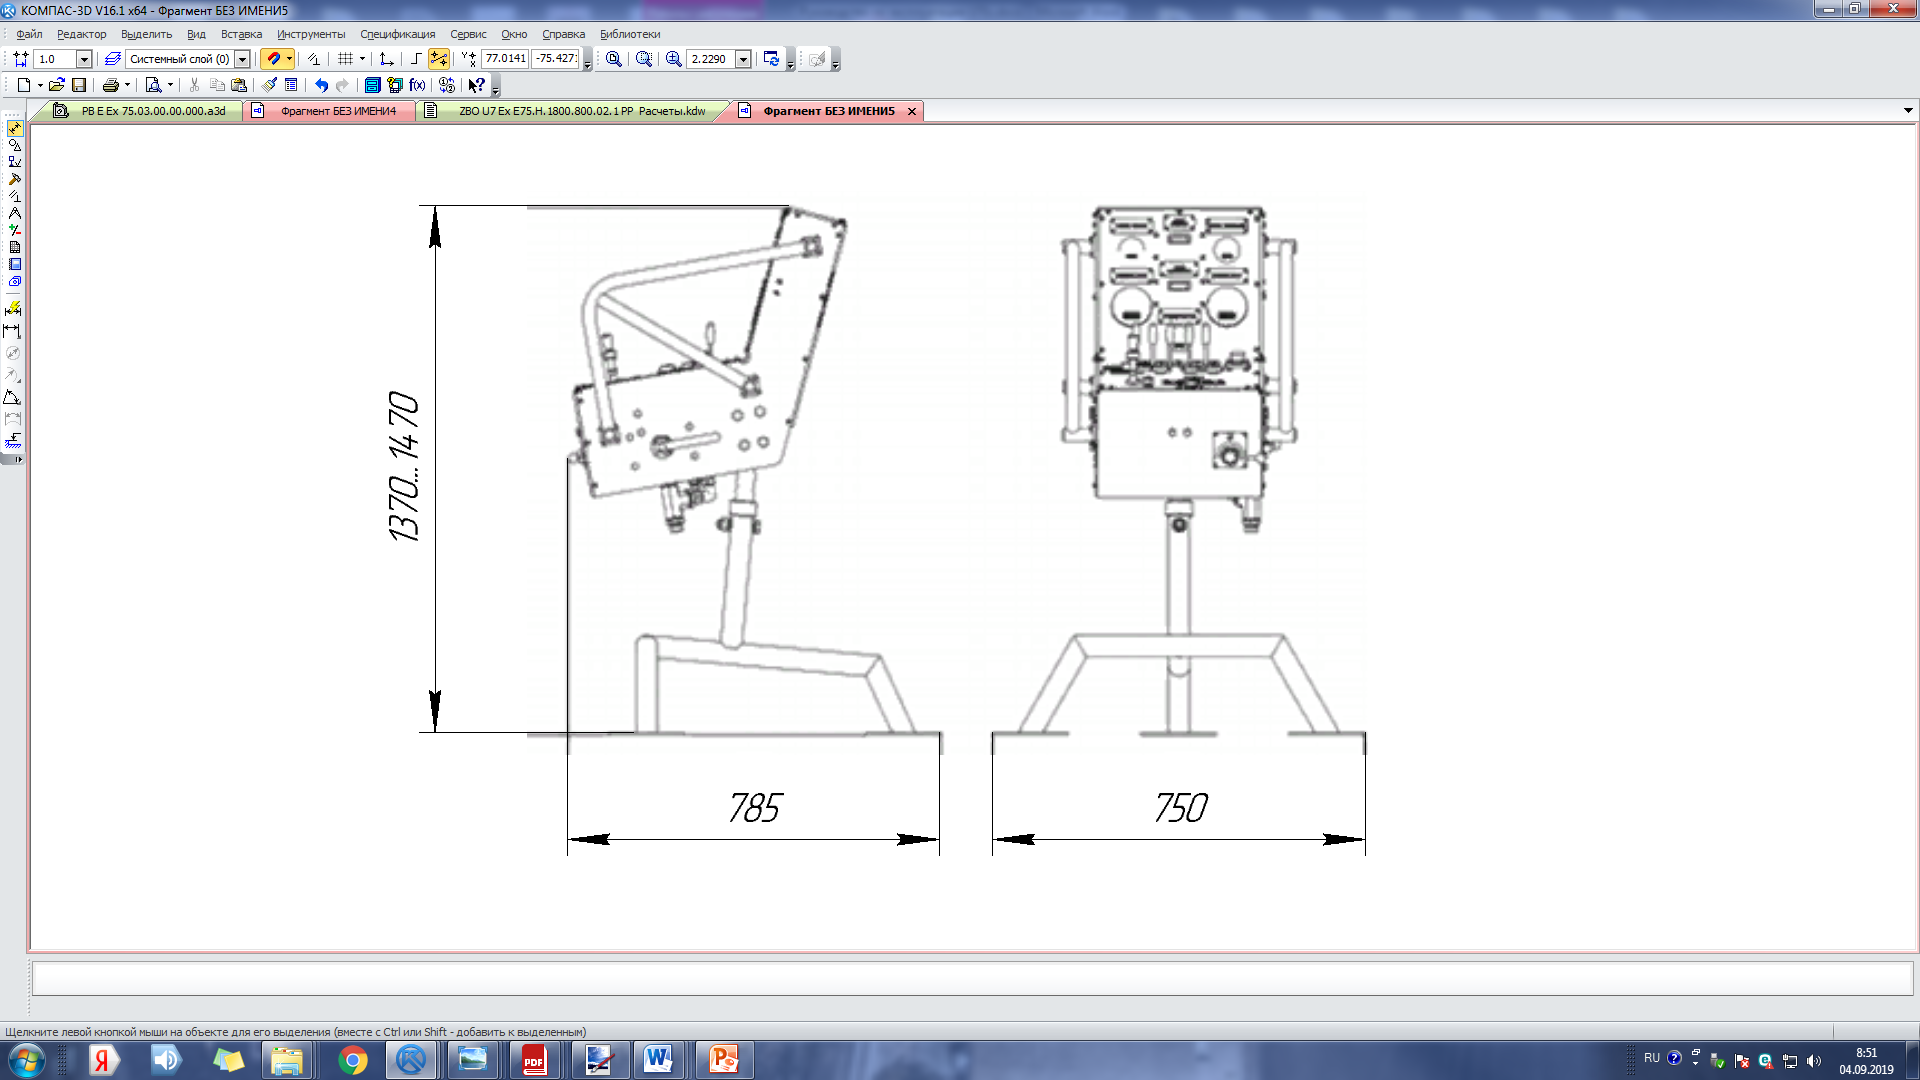 КОМПАС-3D V16.1 x64 - Фрагмент БЕЗ ИМЕНИ5
Файл Редактор Выделить Вид Вставка Инструменты Спецификация Сервис Окно Справка Библиотеки
1.0 Системный слой (0) 77.0141 -75.427 2.2290
f(x)
PB E Ex 75.03.00.00.000.a3d Фрагмент БЕЗ ИМЕНИ4 ZBO U7 Ex E75.H.1800.800.02.1 PP Расчеты.kdw Фрагмент БЕЗ ИМЕНИ5
1370...1470
785
750
Щелкните левой кнопкой мыши на объекте для его выделения (вместе с Ctrl или Shift - добавить к выделенным)
RU
8:51
04.09.2019